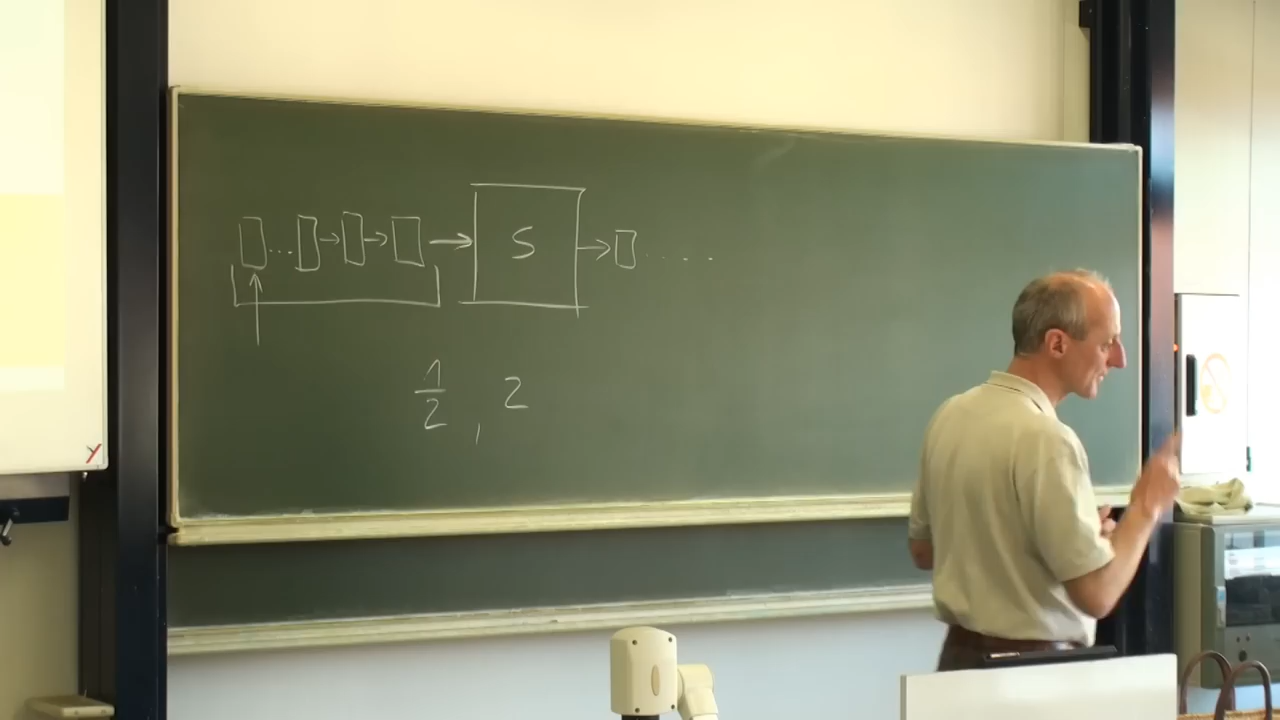 ... → → → S → ....
1/2 , 2